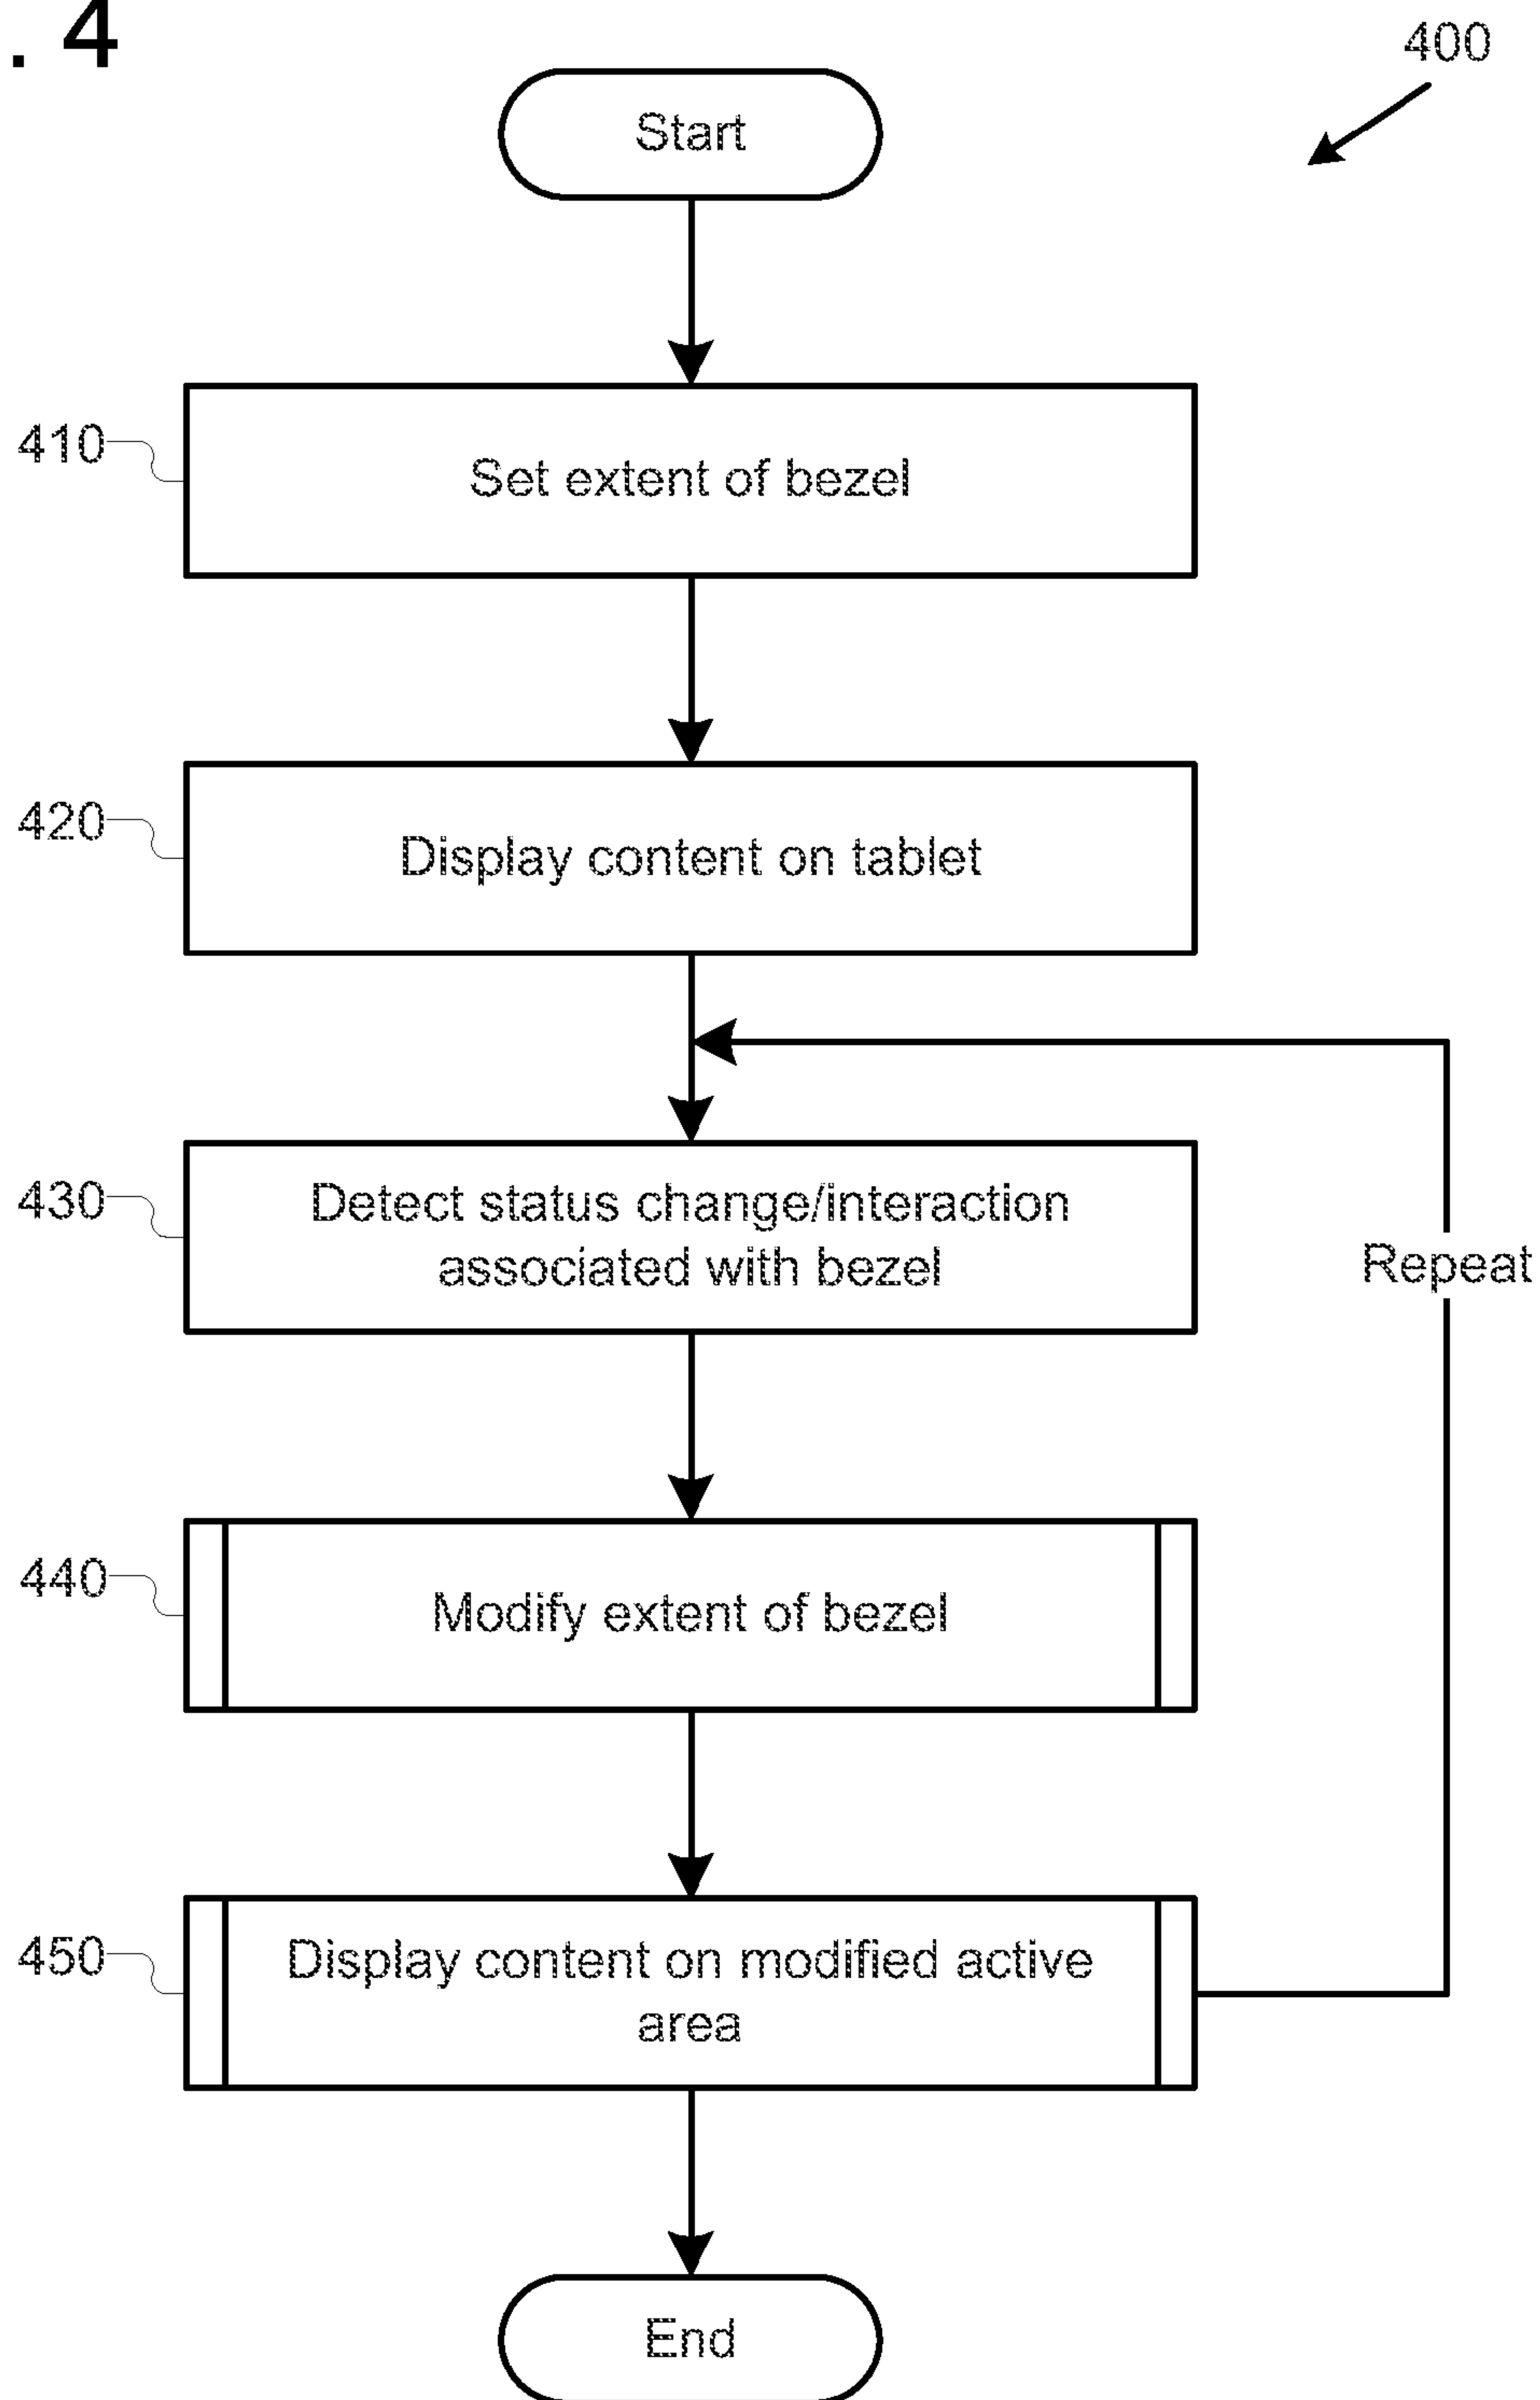 . 4
400
Start
410
Set extent of bezel
420
Display content on tablet
430
Detect status change/interaction
associated with bezel
Repeat
440
Modify extent of bezel
450
Display content on modified active
area
End